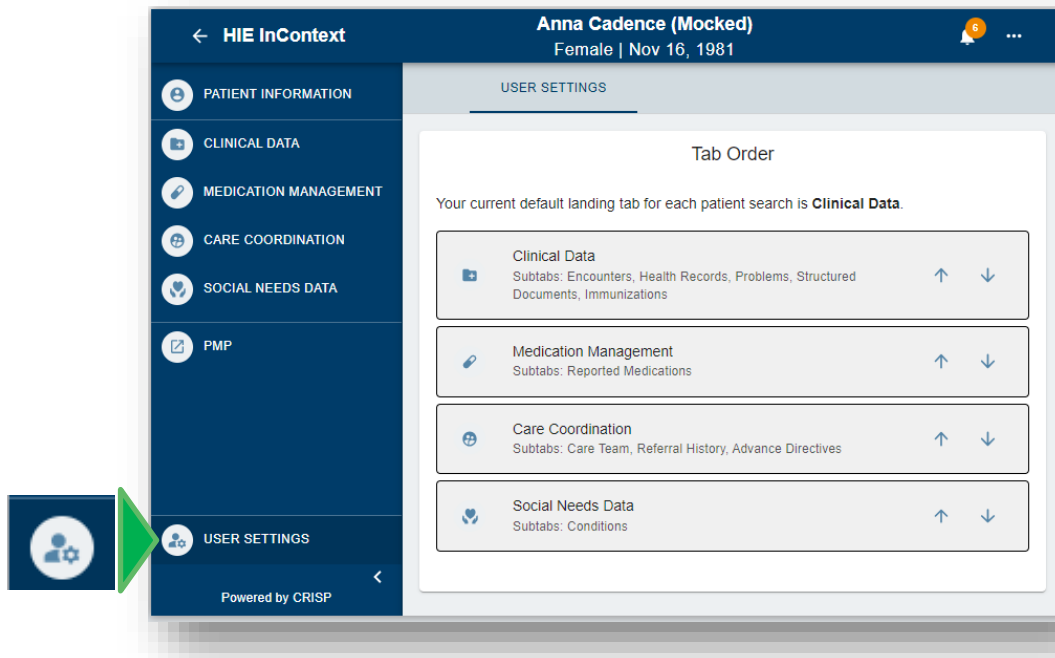 HIE InContext
Anna Cadence (Mocked)
Female | Nov 16, 1981
6
PATIENT INFORMATION
CLINICAL DATA
MEDICATION MANAGEMENT
CARE COORDINATION
SOCIAL NEEDS DATA
PMP
USER SETTINGS
Powered by CRISP
USER SETTINGS
Tab Order
Your current default landing tab for each patient search is Clinical Data.
Clinical Data
Subtabs: Encounters, Health Records, Problems, Structured
Documents, Immunizations
Medication Management
Subtabs: Reported Medications
Care Coordination
Subtabs: Care Team, Referral History, Advance Directives
Social Needs Data
Subtabs: Conditions